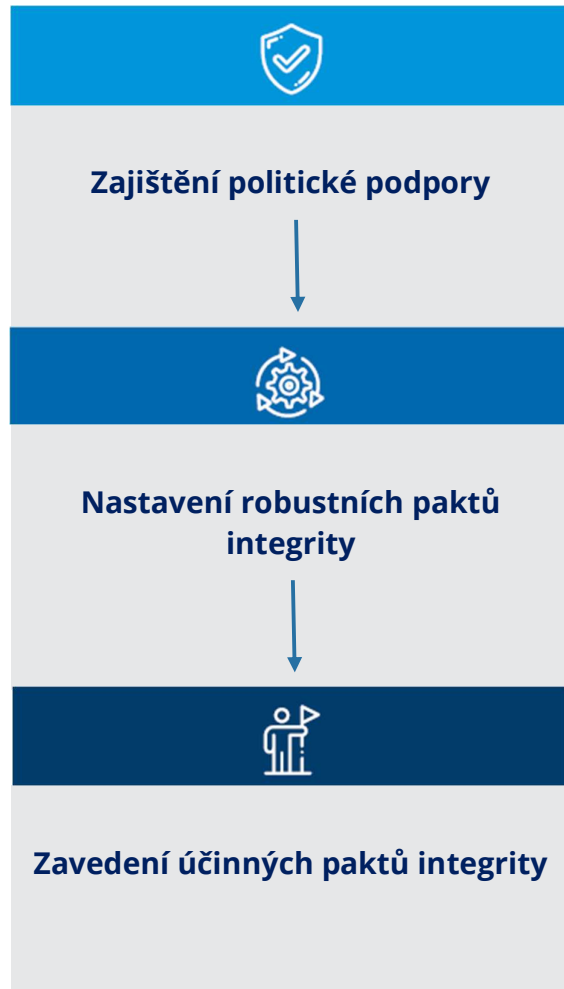 Zajištění politické podpory
Nastavení robustních paktů
integrity
Zavedení účinných paktů integrity